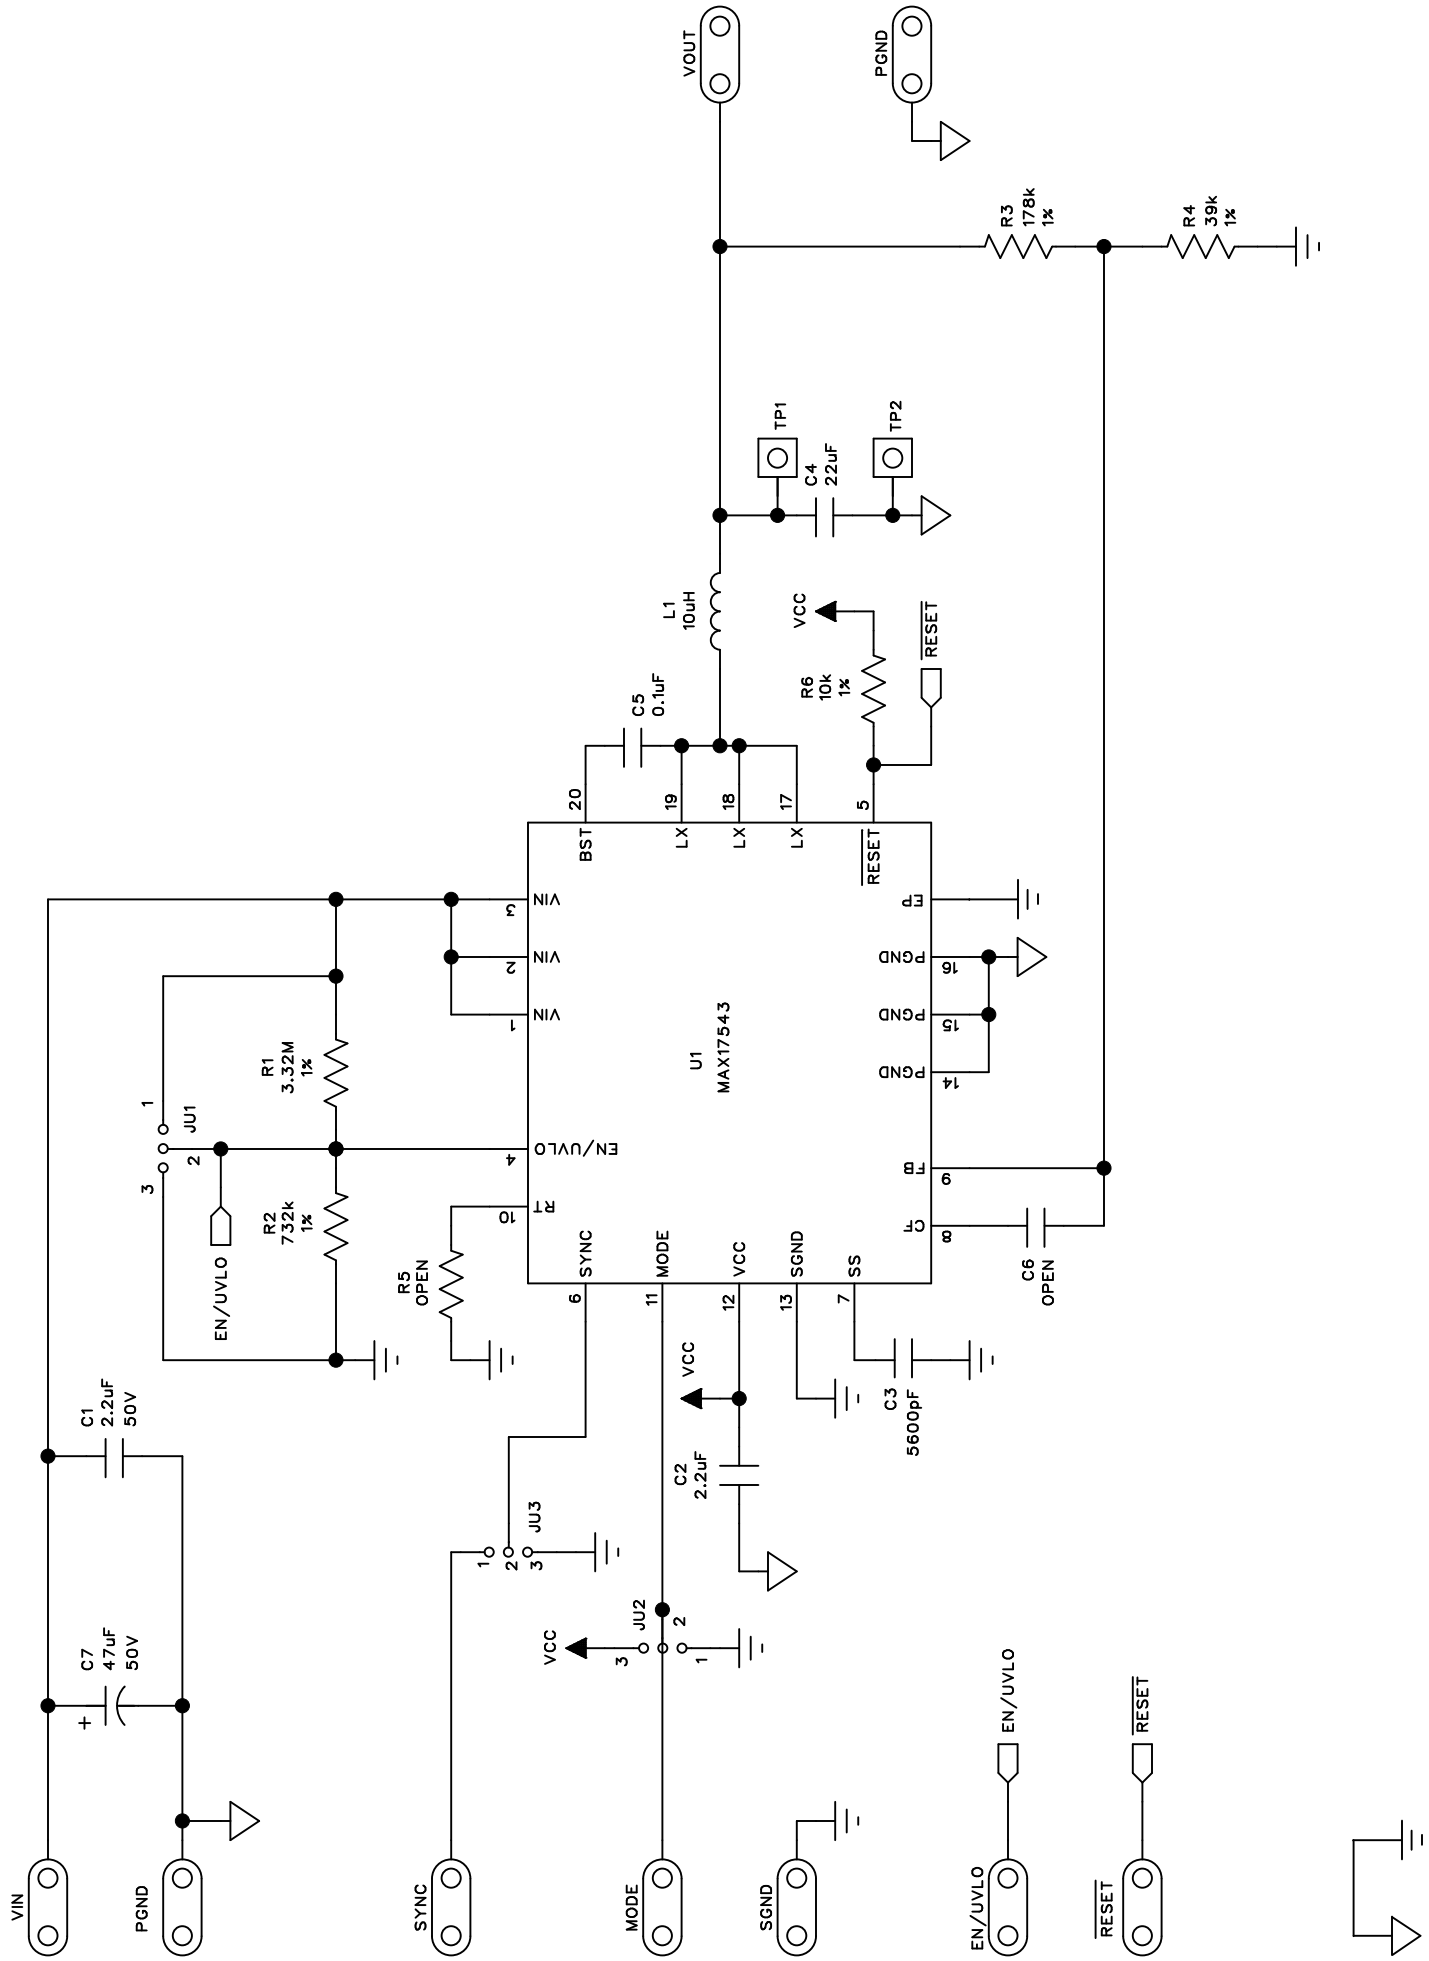 VIN
PGND
C7
47uF
50V
+
C1
2.2uF
50V
JU1
1
2
3
EN/UVLO
R1
3.32M
1%
R2
732k
1%
R5
OPEN
SYNC
JU3
1
2
3
MODE
VCC
JU2
3
2
1
SGND
VCC
C2
2.2uF
C3
5600pF
EN/UVLO
EN/UVLO
RESET
RESET
U1
MAX17543
3
VIN
2
VIN
1
VIN
4
EN/UVLO
10
RT
6
SYNC
11
MODE
12
VCC
13
SGND
7
SS
20
BST
19
LX
18
LX
17
LX
5
RESET
EP
16
PGND
15
PGND
14
PGND
9
FB
8
CF
C6
OPEN
C5
0.1uF
L1
10uH
VCC
R6
10k
1%
RESET
TP1
C4
22uF
TP2
R3
178k
1%
R4
39k
1%
VOUT
PGND